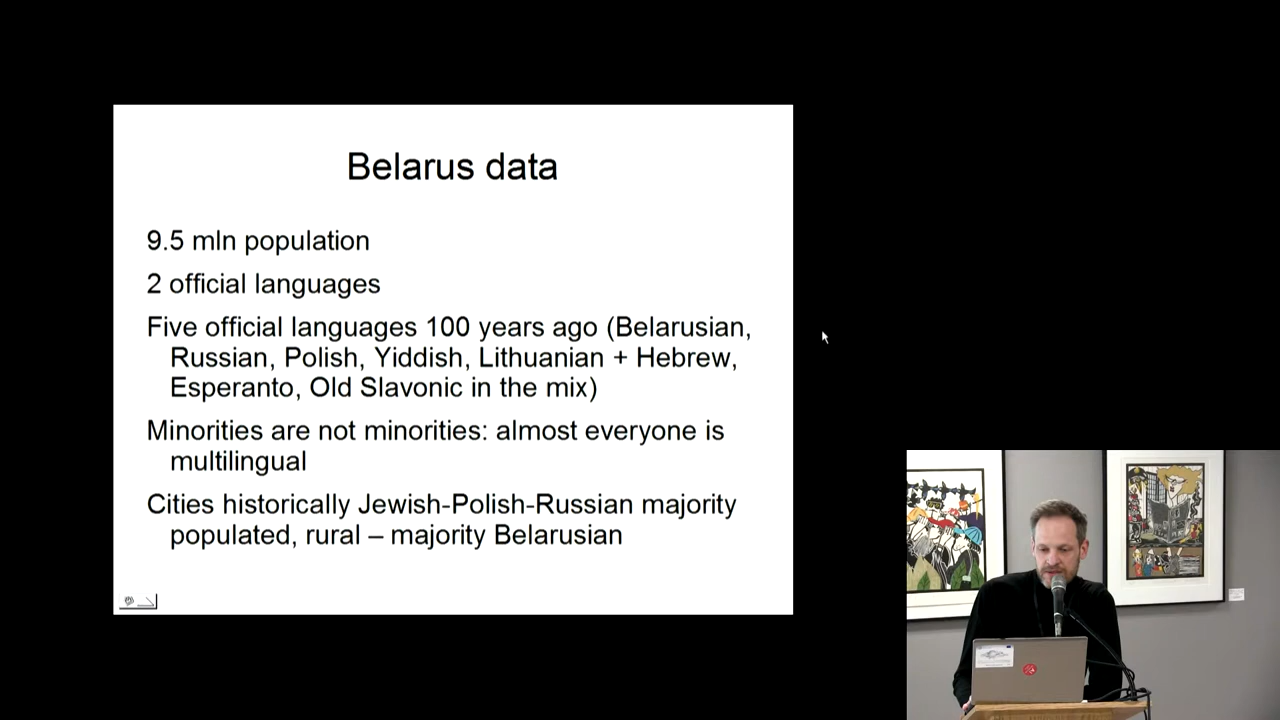 Belarus data
9.5 mln population
2 official languages
Five official languages 100 years ago (Belarusian,
Russian, Polish, Yiddish, Lithuanian + Hebrew,
Esperanto, Old Slavonic in the mix)
Minorities are not minorities: almost everyone is
multilingual
Cities historically Jewish-Polish-Russian majority
populated, rural – majority Belarusian